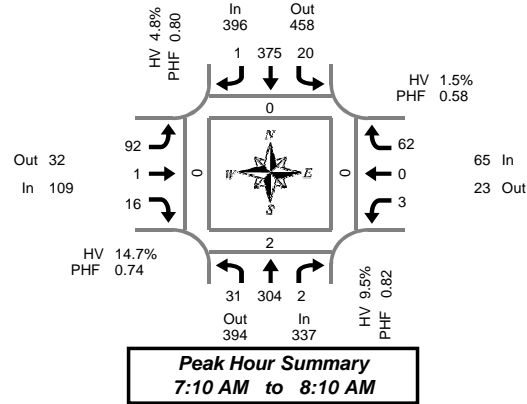 In Out
396 458
HV 4.8%
PHF 0.80
1 375 20
HV 1.5%
PHF 0.58
0
92
1
16
Out 32
In 109
0
N
W E
S
0
62
0
3
65 In
23 Out
2
HV 14.7%
PHF 0.74
31 304 2
HV 9.5%
PHF 0.82
Out In
394 337
Peak Hour Summary
7:10 AM to 8:10 AM